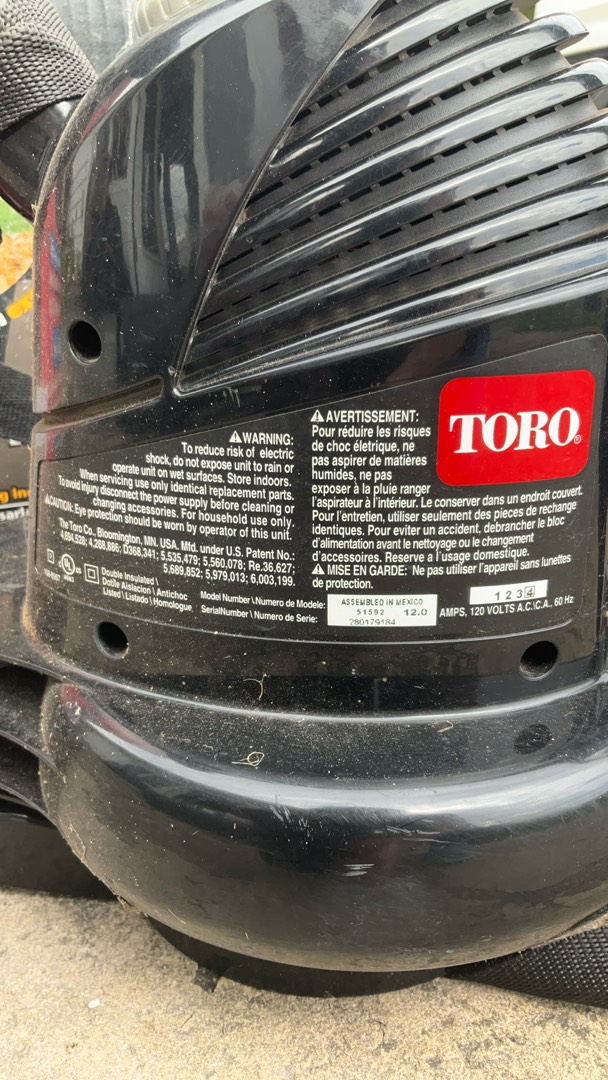 ⚠WARNING:
To reduce risk of electric
shock, do not expose unit to rain or
operate unit on wet surfaces. Store indoors.
When servicing use only identical replacement parts.
To avoid injury disconnect the power supply before cleaning or
changing accessories. For household use only.
⚠CAUTION: Eye protection should be worn by operator of this unit.
The Toro Co., Bloomington, MN. USA, Mfd. under U.S. Patent No.:
4,694,528; 4,288,886; D368,341; 5,535,479; 5,560,078; Re.36,627;
5,689,852; 5,979,013; 6,003,199.
⚠ AVERTISSEMENT:
Pour réduire les risques
de choc életrique, ne
pas aspirer de matières
humides, ne pas
exposer à la pluie ranger
l'aspirateur à l'intérieur. Le conserver dans un endroit couvert.
Pour l'entretien, utiliser seulement des pieces de rechange
identiques. Pour eviter un accident, debrancher le bloc
d'alimentation avant le nettoyage ou le changement
d'accessoires. Reserve a l'usage domestique.
⚠ MISE EN GARDE: Ne pas utiliser l'appareil sans lunettes
de protection.
TORO®
UL
Double Insulated \
Dotle Aislacion \ Antichoc
Listed \ Listado \ Homologue
Model Number \ Numero de Modele:
SerialNumber \ Numero de Serie:
ASSEMBLED IN MEXICO
51592 12.0
280179184
1 2 3 4
AMPS, 120 VOLTS A.C.\C.A.. 60 Hz
g in